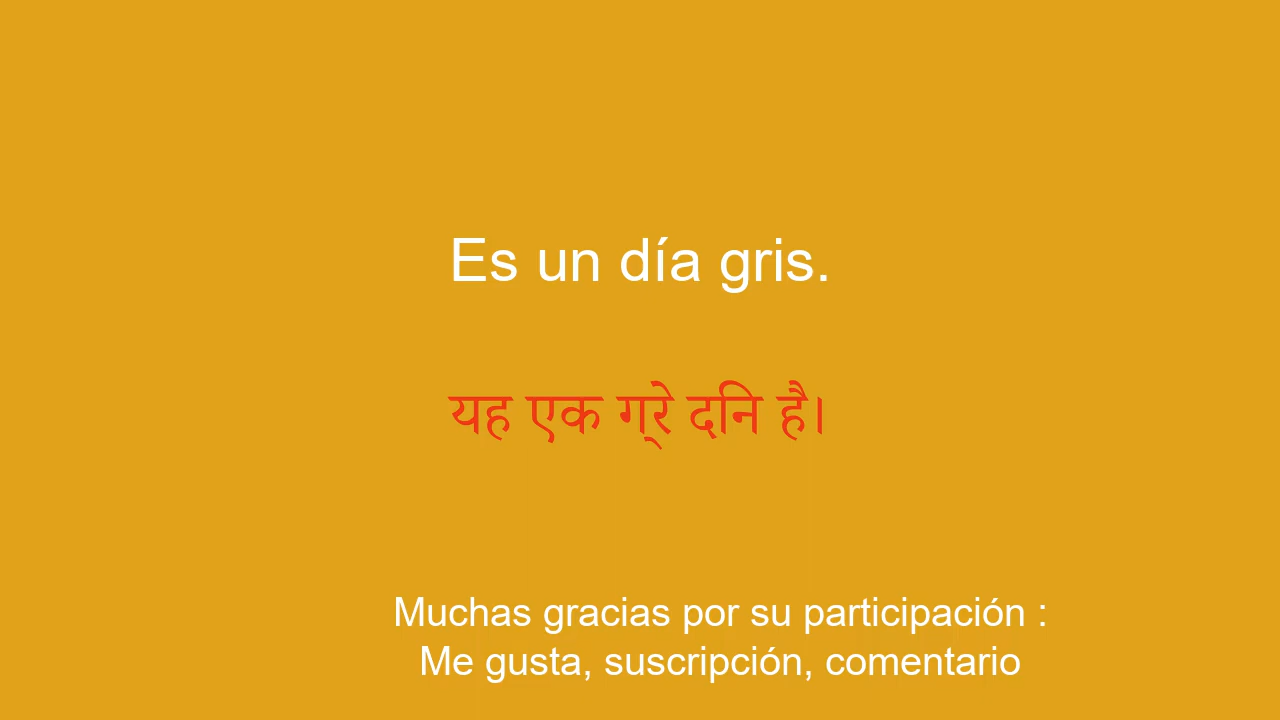 Es un día gris.
यह एक ग्रे दिन है।
Muchas gracias por su participación :
Me gusta, suscripción, comentario